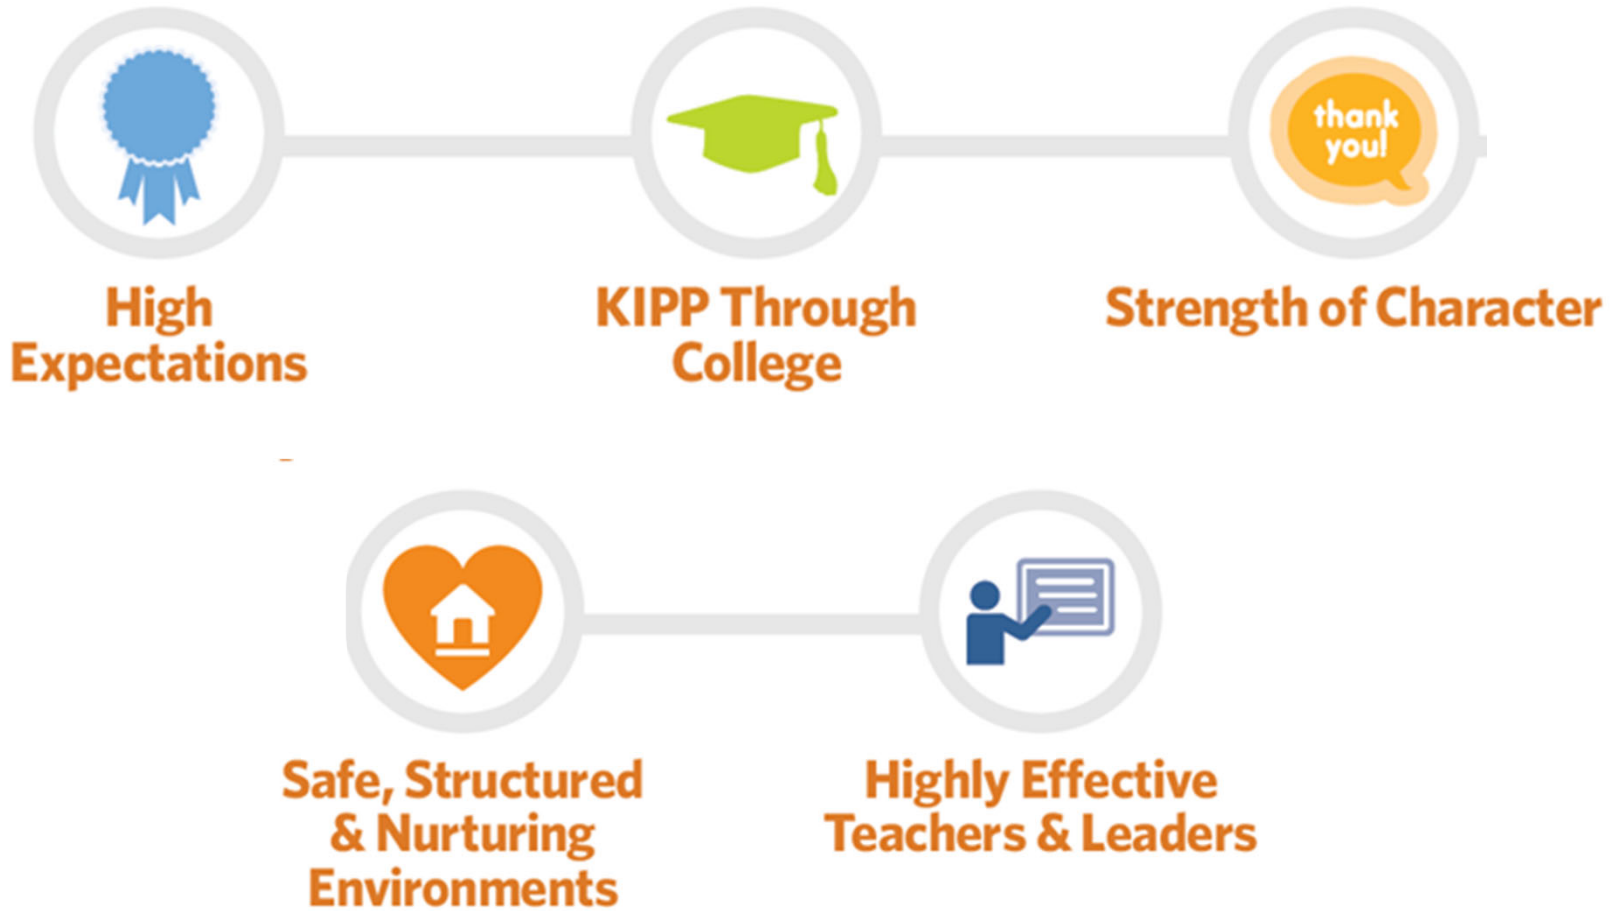 thank
you!
High
Expectations
KIPP Through
College
Strength of Character
Safe, Structured
& Nurturing
Environments
Highly Effective
Teachers & Leaders